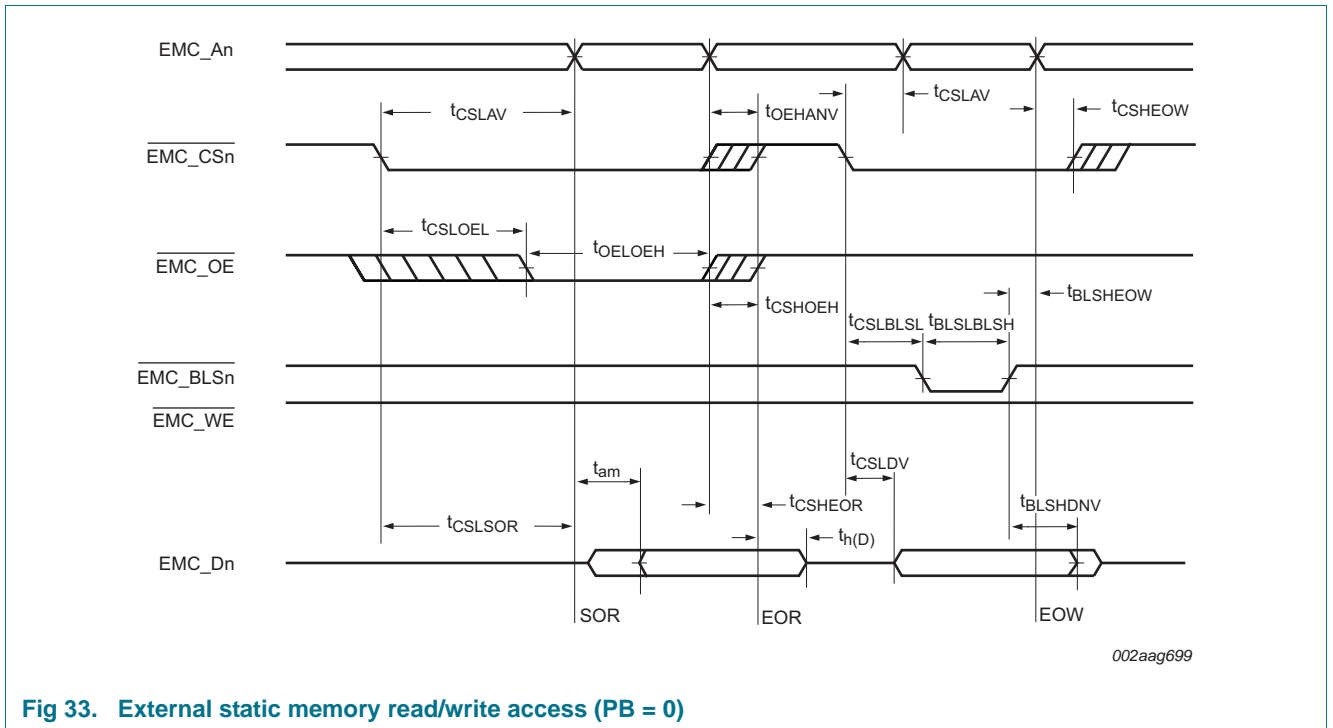 EMC_An
tCSLAV
tOEHANV
tCSLAV
tCSHEOW
EMC_CSn
tCSLOEL
tOELOEH
EMC_OE
tCSHOEH
tBLSHEOW
tCSLBLSL
tBLSLBLSH
EMC_BLSn
EMC_WE
tam
tCSLDV
tCSLSOR
tCSHEOR
tBLSHDNV
th(D)
EMC_Dn
SOR
EOR
EOW
002aag699
Fig 33. External static memory read/write access (PB = 0)